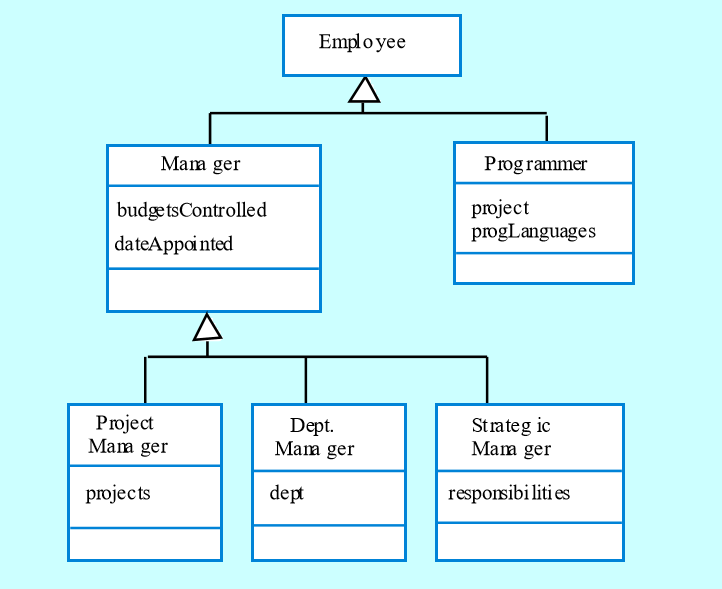 Employee
Manager
Programmer
budgetsControlled
dateAppointed
project
progLanguages
Project
Manager
Dept.
Manager
Strategic
Manager
projects
dept
responsibilities